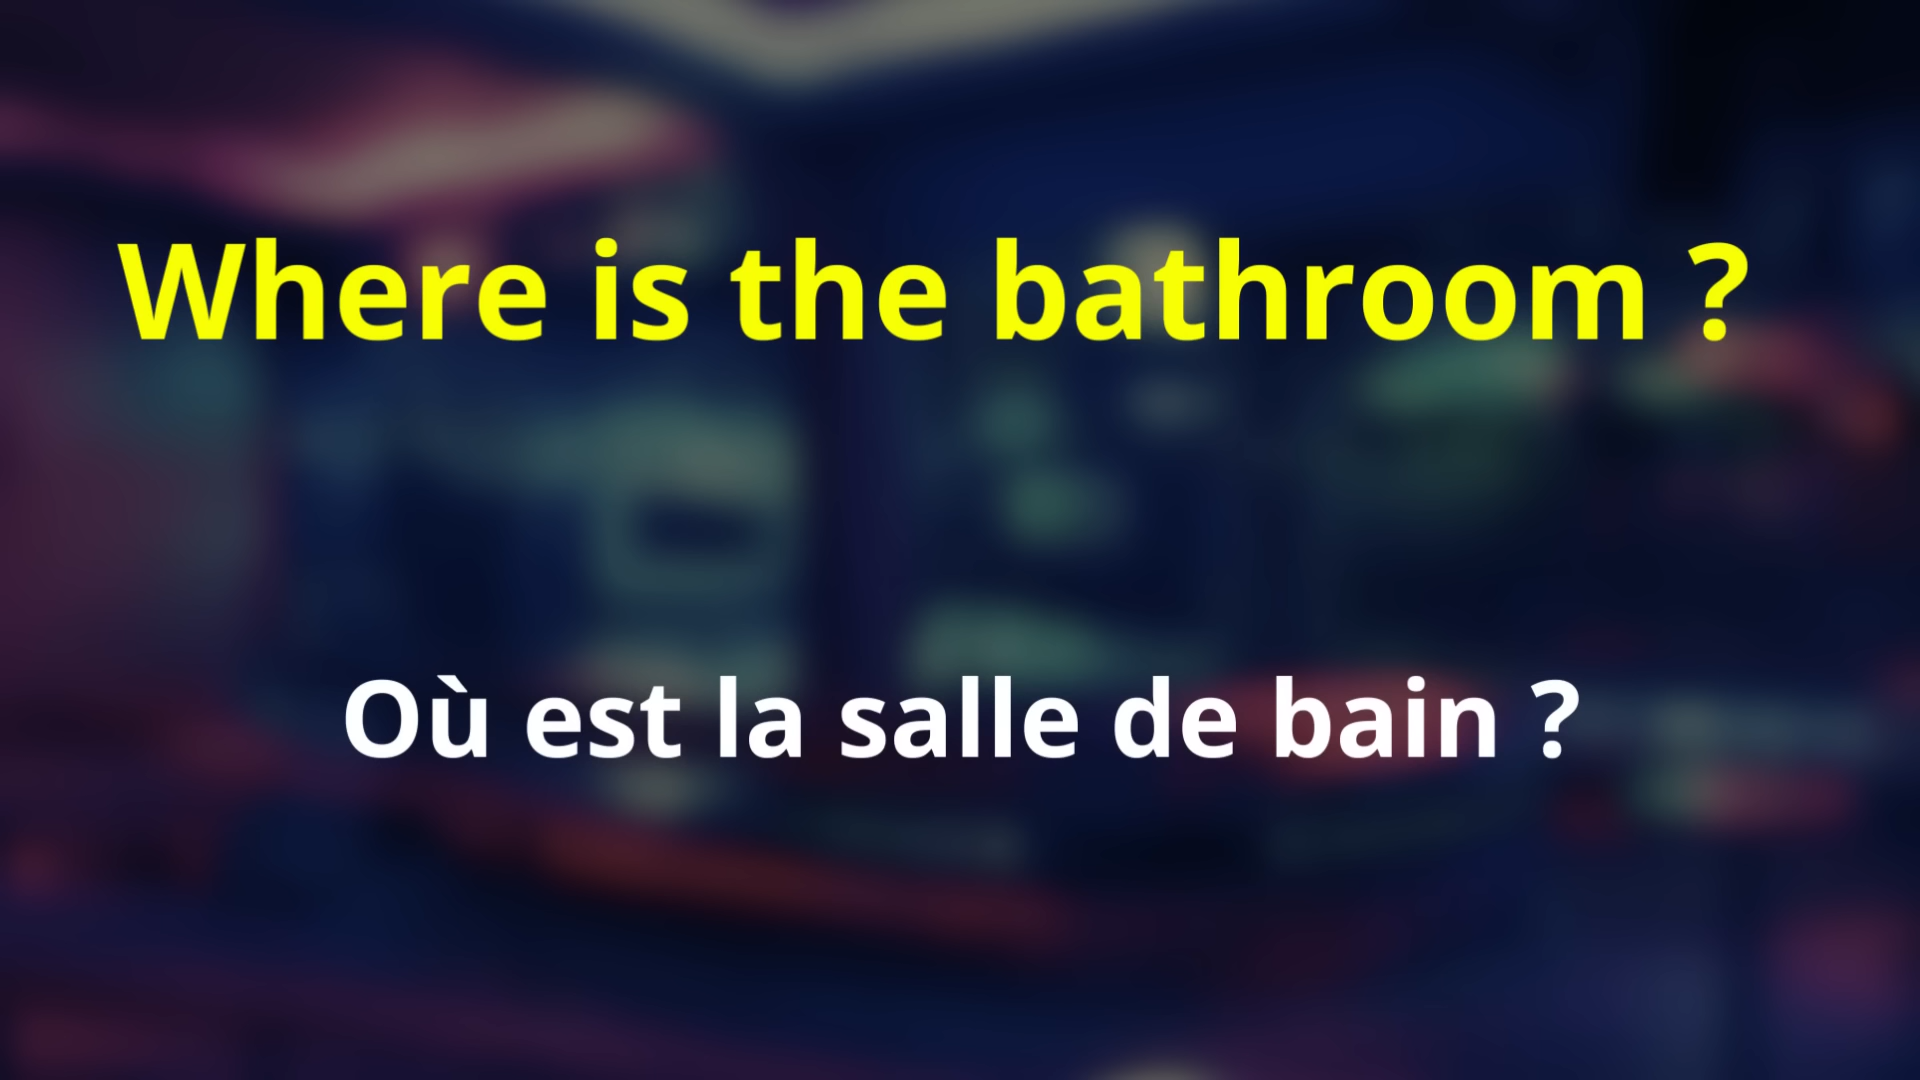 Where is the bathroom ?
Où est la salle de bain ?